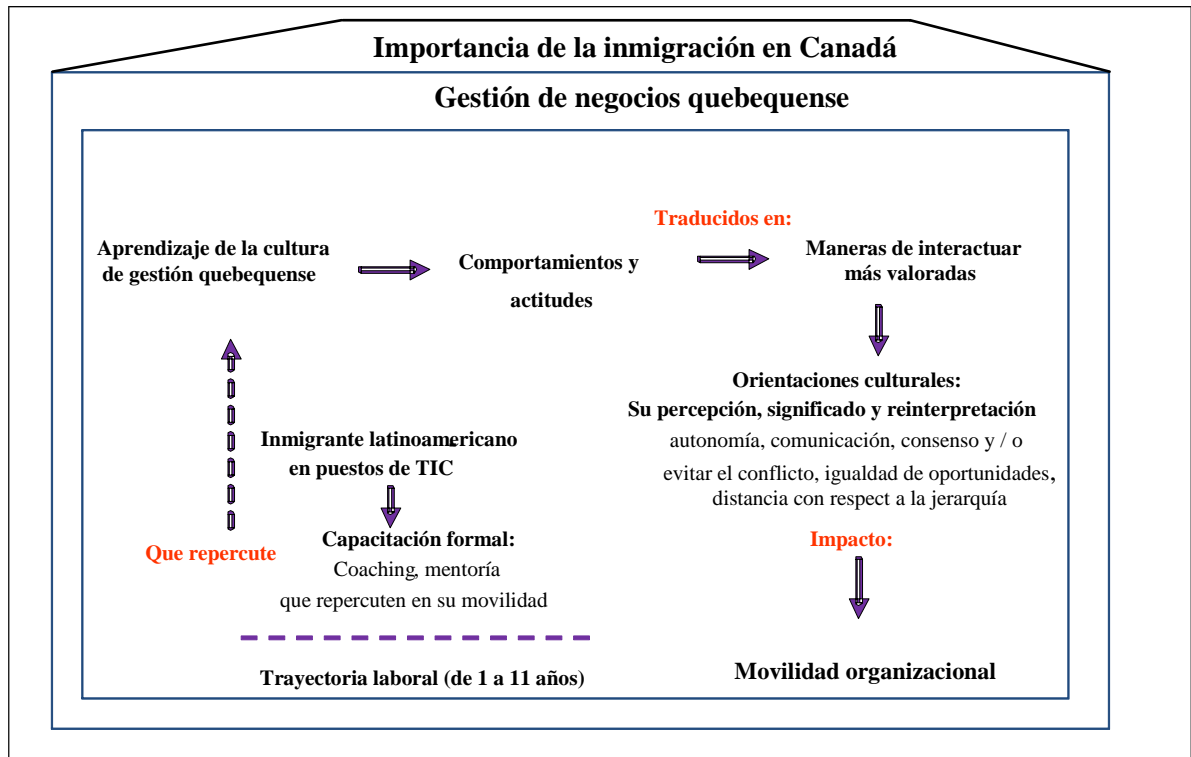 Importancia de la inmigración en Canadá
Gestión de negocios quebequense
Aprendizaje de la cultura
de gestión quebequense
Comportamientos y
actitudes
Traducidos en:
Maneras de interactuar
más valoradas
Orientaciones culturales:
Su percepción, significado y reinterpretación
autonomía, comunicación, consenso y / o
evitar el conflicto, igualdad de oportunidades,
distancia con respect a la jerarquía
Inmigrante latinoamericano
en puestos de TIC
Que repercute
Capacitación formal:
Coaching, mentoría
que repercuten en su movilidad
Impacto:
Trayectoria laboral (de 1 a 11 años)
Movilidad organizacional